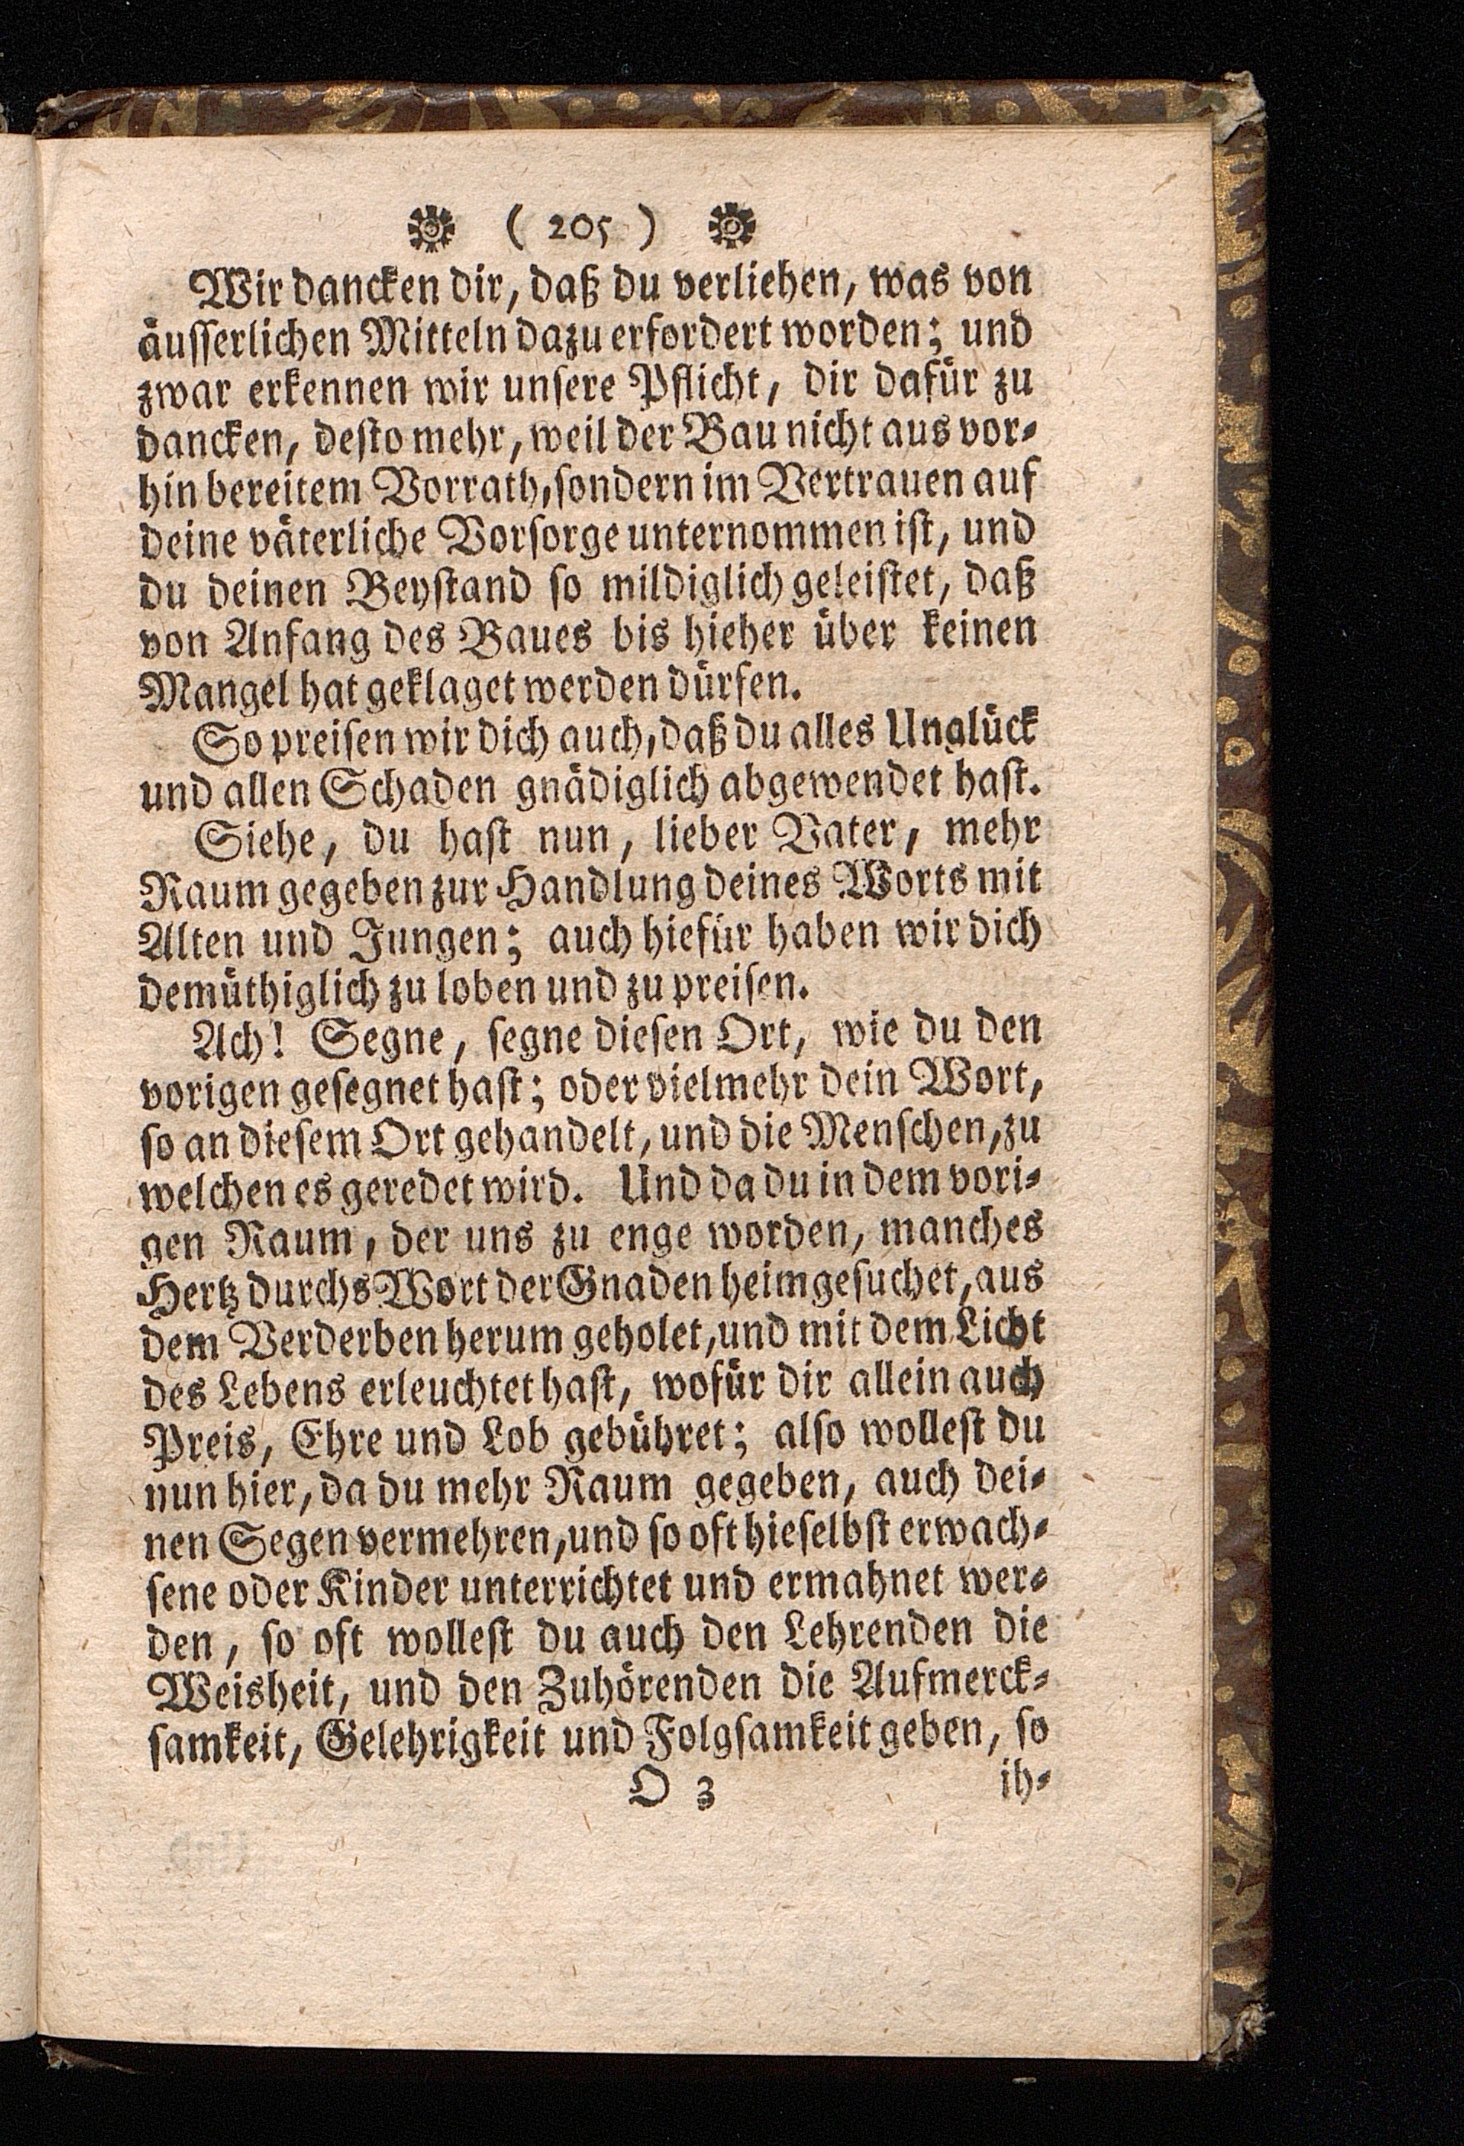 ( 205 )
Wir dancken dir, daß du verliehen, was von
äusserlichen Mitteln dazu erfordert worden; und
zwar erkennen wir unsere Pflicht, dir dafür zu
dancken, desto mehr, weil der Bau nicht aus vor-
hin bereitem Vorrath, sondern im Vertrauen auf
deine väterliche Vorsorge unternommen ist, und
du deinen Beystand so mildiglich geleistet, daß
von Anfang des Baues bis hieher über keinen
Mangel hat geklaget werden dürfen.
So preisen wir dich auch, daß du alles Unglück
und allen Schaden gnädiglich abgewendet hast.
Siehe, du hast nun, lieber Vater, mehr
Raum gegeben zur Handlung deines Worts mit
Alten und Jungen; auch hiefür haben wir dich
demüthiglich zu loben und zu preisen.
Ach! Segne, segne diesen Ort, wie du den
vorigen gesegnet hast; oder vielmehr dein Wort,
so an diesem Ort gehandelt, und die Menschen, zu
welchen es geredet wird. Und da du in dem vori-
gen Raum, der uns zu enge worden, manches
Hertz durchs Wort der Gnaden heimgesuchet, aus
dem Verderben herum geholet, und mit dem Licht
des Lebens erleuchtet hast, wofür dir allein auch
Preis, Ehre und Lob gebühret; also wollest du
nun hier, da du mehr Raum gegeben, auch dei-
nen Segen vermehren, und so oft hieselbst erwach-
sene oder Kinder unterrichtet und ermahnet wer-
den, so oft wollest du auch den Lehrenden die
Weisheit, und den Zuhörenden die Aufmerck-
samkeit, Gelehrigkeit und Folgsamkeit geben, so
O 3 ih-